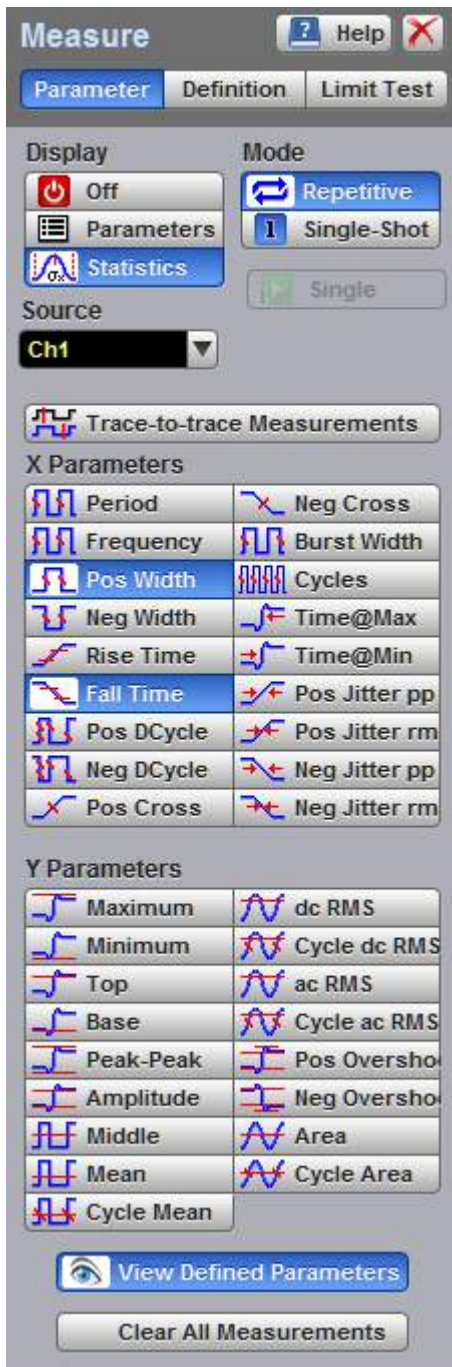 Measure
Help
Parameter Definition Limit Test
Display Mode
Off Repetitive
Parameters 1 Single-Shot
Statistics
Single
Source
Ch1
Trace-to-trace Measurements
X Parameters
Period Neg Cross
Frequency Burst Width
Pos Width Cycles
Neg Width Time@Max
Rise Time Time@Min
Fall Time Pos Jitter pp
Pos DCycle Pos Jitter rm
Neg DCycle Neg Jitter pp
Pos Cross Neg Jitter rm
Y Parameters
Maximum dc RMS
Minimum Cycle dc RMS
Top ac RMS
Base Cycle ac RMS
Peak-Peak Pos Oversho
Amplitude Neg Oversho
Middle Area
Mean Cycle Area
Cycle Mean
View Defined Parameters
Clear All Measurements